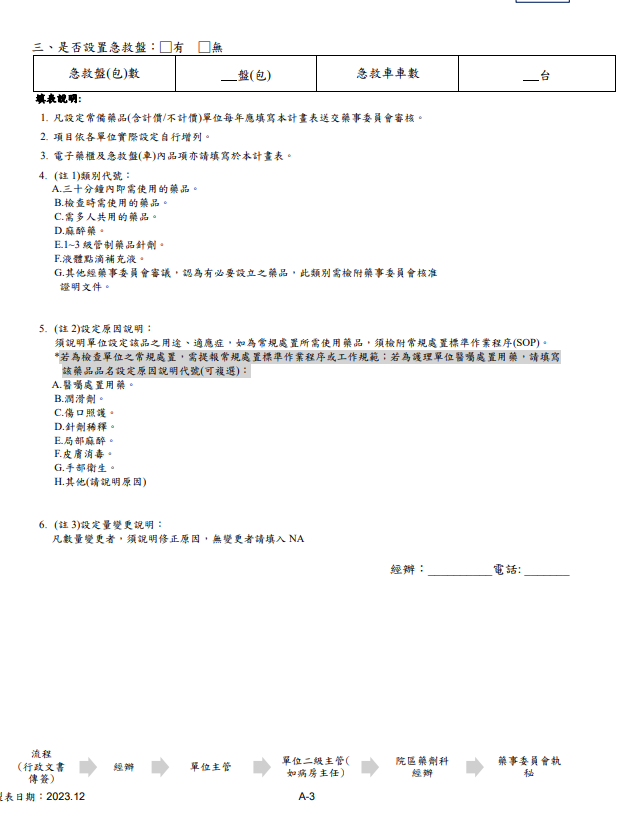 三、是否設置急救盤：□有 □無
急救盤(包)數 __盤(包) 急救車車數 __台
填表說明:
1. 凡設定常備藥品(含計價/不計價)單位每年應填寫本計畫表送交藥事委員會審核。
2. 項目依各單位實際設定自行增列。
3. 電子藥櫃及急救盤(車)內品項亦請填寫於本計畫表。
4. (註 1)類別代號：
A.三十分鐘內即需使用的藥品。
B.檢查時需使用的藥品。
C.需多人共用的藥品。
D.麻醉藥。
E.1~3 級管制藥品針劑。
F.液體點滴補充液。
G.其他經藥事委員會審議，認為有必要設立之藥品，此類別需檢附藥事委員會核准
證明文件。
5. (註 2)設定原因說明：
須說明單位設定該品之用途、適應症，如為常規處置所需使用藥品，須檢附常規處置標準作業程序(SOP)。
*若為檢查單位之常規處置，需提報常規處置標準作業程序或工作規範；若為護理單位醫囑處置用藥，請填寫
該藥品品名設定原因說明代號(可複選)：
A.醫囑處置用藥。
B.潤滑劑。
C.傷口照護。
D.針劑稀釋。
E.局部麻醉。
F.皮膚消毒。
G.手部衛生。
H.其他(請說明原因)
6. (註 3)設定量變更說明：
凡數量變更者，須說明修正原因，無變更者請填入 NA
經辦：__________電話: _______
流程
（行政文書
傳簽）
經辦
單位主管
單位二級主管(
如病房主任)
院區藥劑科
經辦
藥事委員會執
秘
表日期：2023.12
A-3